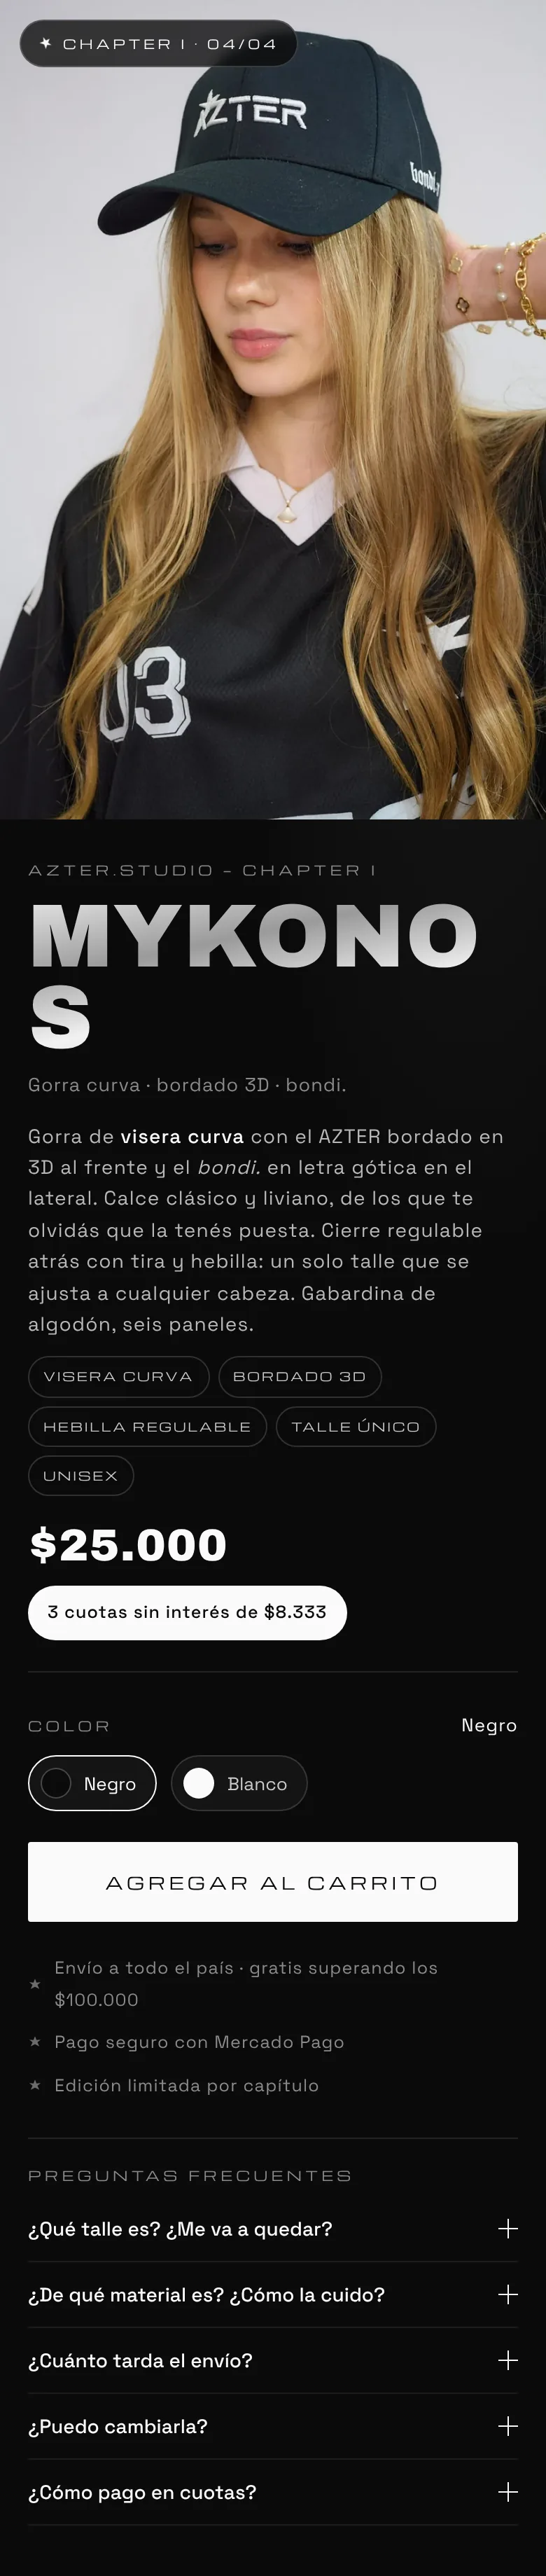 ★ CHAPTER I · 04/04
AZTER
bondi.
03
AZTER.STUDIO – CHAPTER I
MYKONO
S
Gorra curva · bordado 3D · bondi.
Gorra de visera curva con el AZTER bordado en
3D al frente y el bondi. en letra gótica en el
lateral. Calce clásico y liviano, de los que te
olvidás que la tenés puesta. Cierre regulable
atrás con tira y hebilla: un solo talle que se
ajusta a cualquier cabeza. Gabardina de
algodón, seis paneles.
VISERA CURVA BORDADO 3D
HEBILLA REGULABLE TALLE ÚNICO
UNISEX
$25.000
3 cuotas sin interés de $8.333
COLOR Negro
Negro Blanco
AGREGAR AL CARRITO
★ Envío a todo el país · gratis superando los
$100.000
★ Pago seguro con Mercado Pago
★ Edición limitada por capítulo
PREGUNTAS FRECUENTES
¿Qué talle es? ¿Me va a quedar? +
¿De qué material es? ¿Cómo la cuido? +
¿Cuánto tarda el envío? +
¿Puedo cambiarla? +
¿Cómo pago en cuotas? +